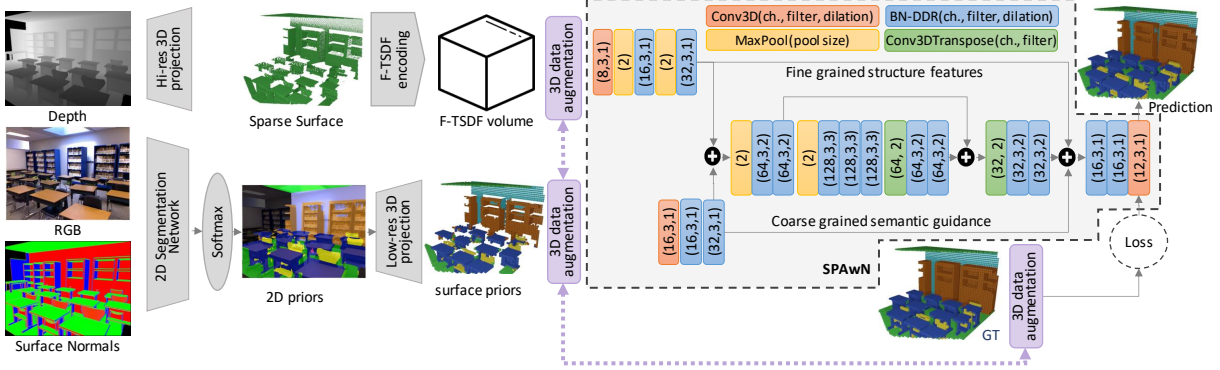 Depth
Hi-res 3D
projection
Sparse Surface
F-TSDF
encoding
F-TSDF volume
3D data
augmentation
RGB
Surface Normals
2D Segmentation
Network
Softmax
2D priors
Low-res 3D
projection
surface priors
3D data
augmentation
Conv3D(ch., filter, dilation)
BN-DDR(ch., filter, dilation)
MaxPool(pool size)
Conv3DTranspose(ch., filter)
(8,3,1)
(2)
(16,3,1)
(2)
(32,3,1)
Fine grained structure features
(2)
(64,3,2)
(64,3,2)
(2)
(128,3,3)
(128,3,3)
(128,3,3)
(64, 2)
(64,3,2)
(64,3,2)
(32, 2)
(32,3,2)
(32,3,2)
(16,3,1)
(16,3,1)
(12,3,1)
(16,3,1)
(16,3,1)
(32,3,1)
Coarse grained semantic guidance
SPAwN
Prediction
Loss
GT
3D data
augmentation